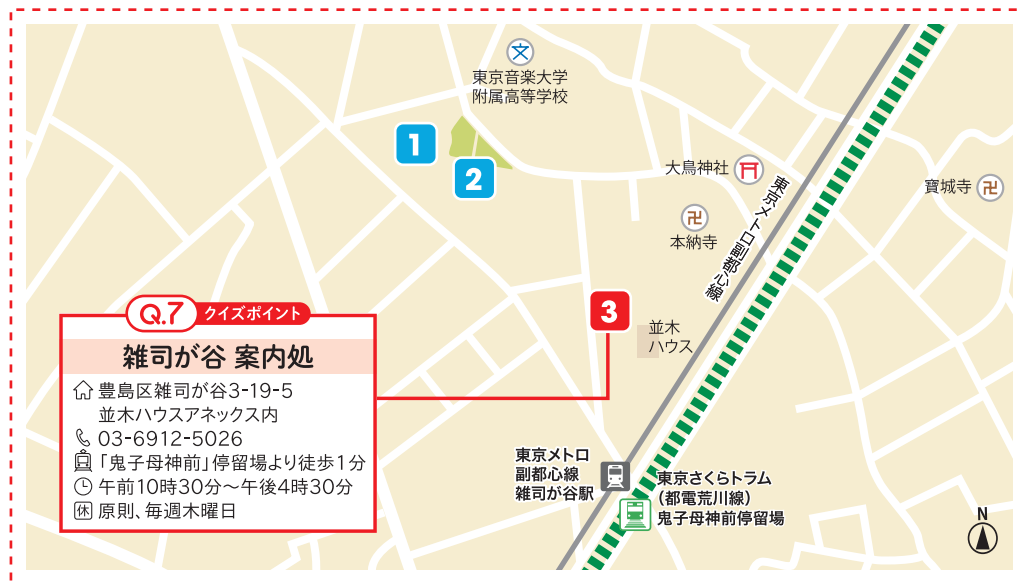 文
東京音楽大学
附属高等学校
1
2
大鳥神社
寶城寺
本納寺
東京メトロ副都心線
3
並木
ハウス
Q.7 クイズポイント
雑司が谷 案内処
豊島区雑司が谷3-19-5
並木ハウスアネックス内
03-6912-5026
「鬼子母神前」停留場より徒歩1分
午前10時30分〜午後4時30分
休 原則、毎週木曜日
東京メトロ
副都心線
雑司が谷駅
東京さくらトラム
（都電荒川線）
鬼子母神前停留場
N